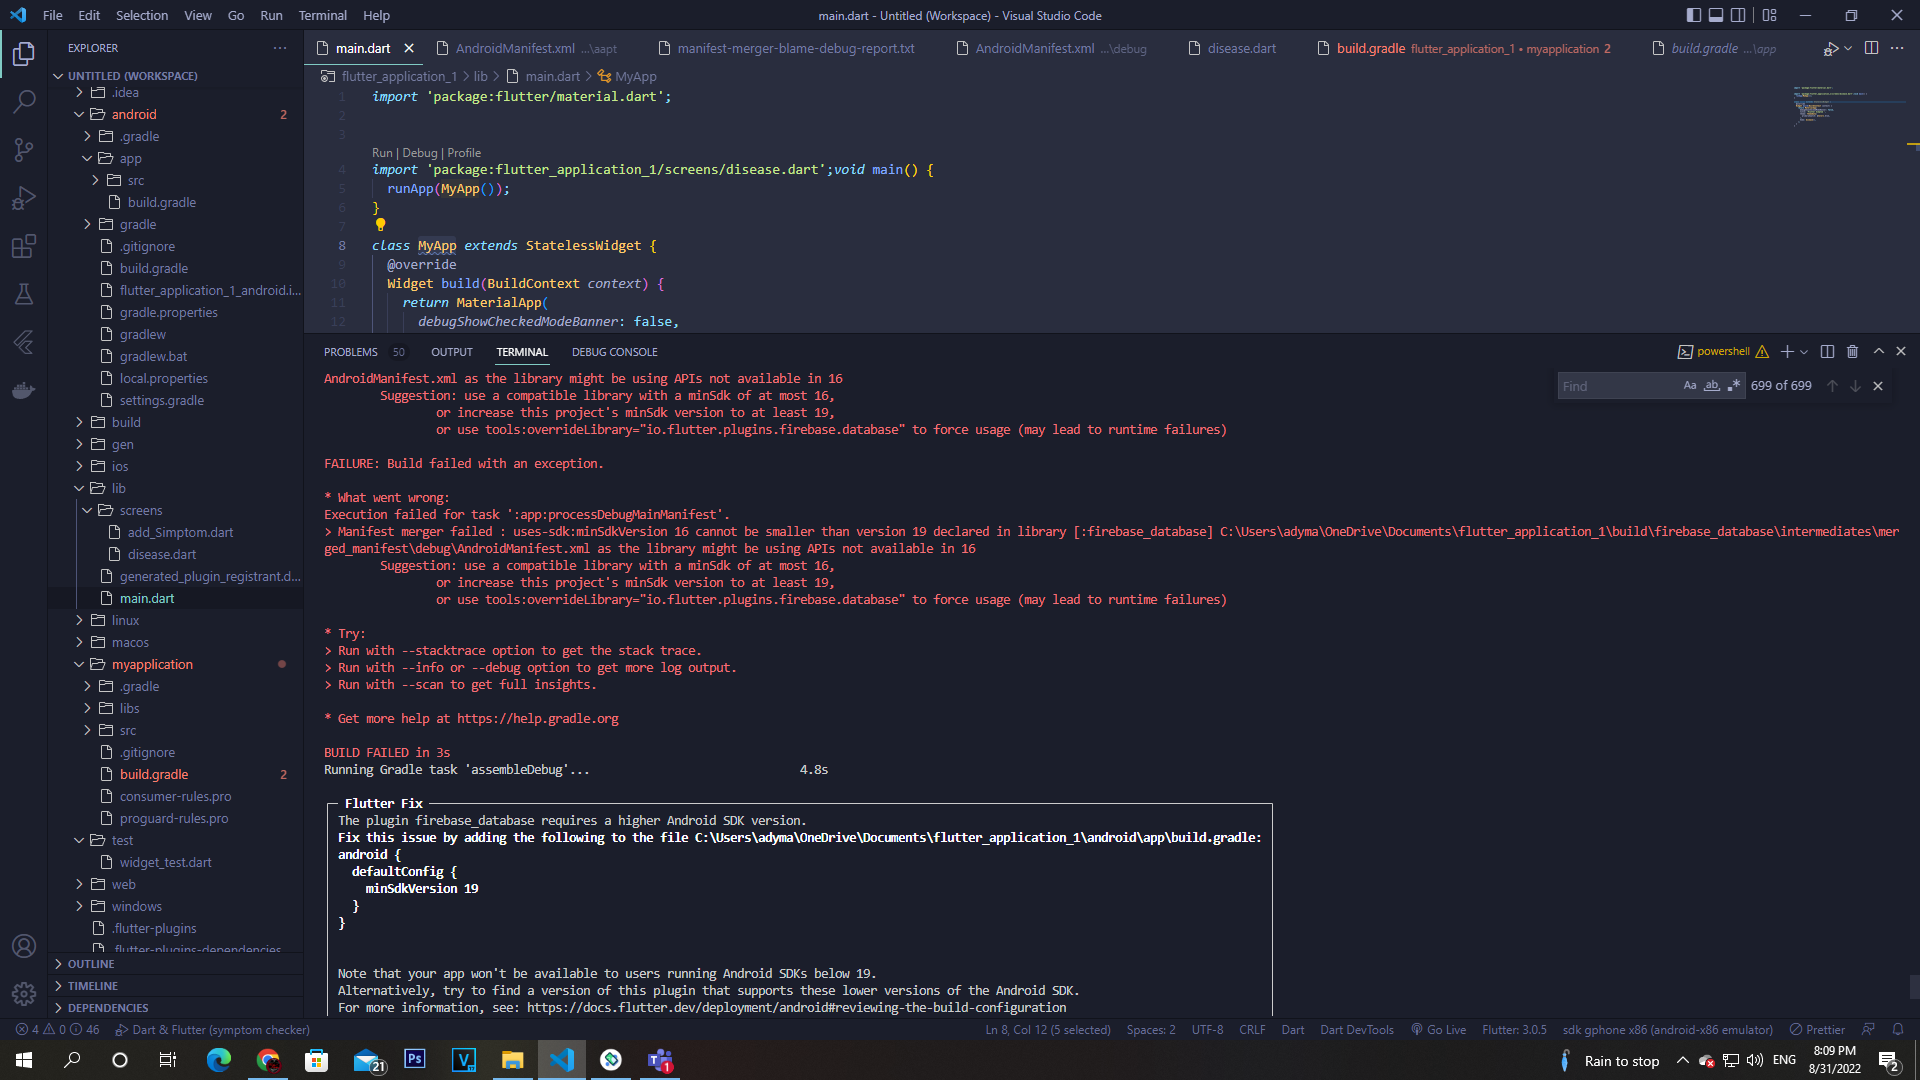 File Edit Selection View Go Run Terminal Help
main.dart - Untitled (Workspace) - Visual Studio Code
EXPLORER
UNTITLED (WORKSPACE)
.idea
android 2
.gradle
app
src
build.gradle
gradle
.gitignore
build.gradle
flutter_application_1_android.i...
gradle.properties
gradlew
gradlew.bat
local.properties
settings.gradle
build
gen
ios
lib
screens
add_Simptom.dart
disease.dart
generated_plugin_registrant.d...
main.dart
linux
macos
myapplication
.gradle
libs
src
.gitignore
build.gradle 2
consumer-rules.pro
proguard-rules.pro
test
widget_test.dart
web
windows
.flutter-plugins
.flutter-plugins-dependencies
OUTLINE
TIMELINE
DEPENDENCIES
main.dart
AndroidManifest.xml ...\aapt
manifest-merger-blame-debug-report.txt
AndroidManifest.xml ...\debug
disease.dart
build.gradle flutter_application_1 • myapplication 2
build.gradle ...\app
flutter_application_1 > lib > main.dart > MyApp
1 import 'package:flutter/material.dart';
2
3
Run | Debug | Profile
4 import 'package:flutter_application_1/screens/disease.dart';void main() {
5 runApp(MyApp());
6 }
7
8 class MyApp extends StatelessWidget {
9 @override
10 Widget build(BuildContext context) {
11 return MaterialApp(
12 debugShowCheckedModeBanner: false,
PROBLEMS 50 OUTPUT TERMINAL DEBUG CONSOLE
powershell
Find Aa ab 699 of 699
AndroidManifest.xml as the library might be using APIs not available in 16
Suggestion: use a compatible library with a minSdk of at most 16,
or increase this project's minSdk version to at least 19,
or use tools:overrideLibrary="io.flutter.plugins.firebase.database" to force usage (may lead to runtime failures)
FAILURE: Build failed with an exception.
* What went wrong:
Execution failed for task ':app:processDebugMainManifest'.
> Manifest merger failed : uses-sdk:minSdkVersion 16 cannot be smaller than version 19 declared in library [:firebase_database] C:\Users\adyma\OneDrive\Documents\flutter_application_1\build\firebase_database\intermediates\mer
ged_manifest\debug\AndroidManifest.xml as the library might be using APIs not available in 16
Suggestion: use a compatible library with a minSdk of at most 16,
or increase this project's minSdk version to at least 19,
or use tools:overrideLibrary="io.flutter.plugins.firebase.database" to force usage (may lead to runtime failures)
* Try:
> Run with --stacktrace option to get the stack trace.
> Run with --info or --debug option to get more log output.
> Run with --scan to get full insights.
* Get more help at https://help.gradle.org
BUILD FAILED in 3s
Running Gradle task 'assembleDebug'... 4.8s
Flutter Fix
The plugin firebase_database requires a higher Android SDK version.
Fix this issue by adding the following to the file C:\Users\adyma\OneDrive\Documents\flutter_application_1\android\app\build.gradle:
android {
defaultConfig {
minSdkVersion 19
}
}
Note that your app won't be available to users running Android SDKs below 19.
Alternatively, try to find a version of this plugin that supports these lower versions of the Android SDK.
For more information, see: https://docs.flutter.dev/deployment/android#reviewing-the-build-configuration
4 0 46 Dart & Flutter (symptom checker)
Ln 8, Col 12 (5 selected) Spaces: 2 UTF-8 CRLF Dart Dart DevTools Go Live Flutter: 3.0.5 sdk gphone x86 (android-x86 emulator) Prettier
Ps V 21 T 1
Rain to stop ENG 8:09 PM
8/31/2022 2